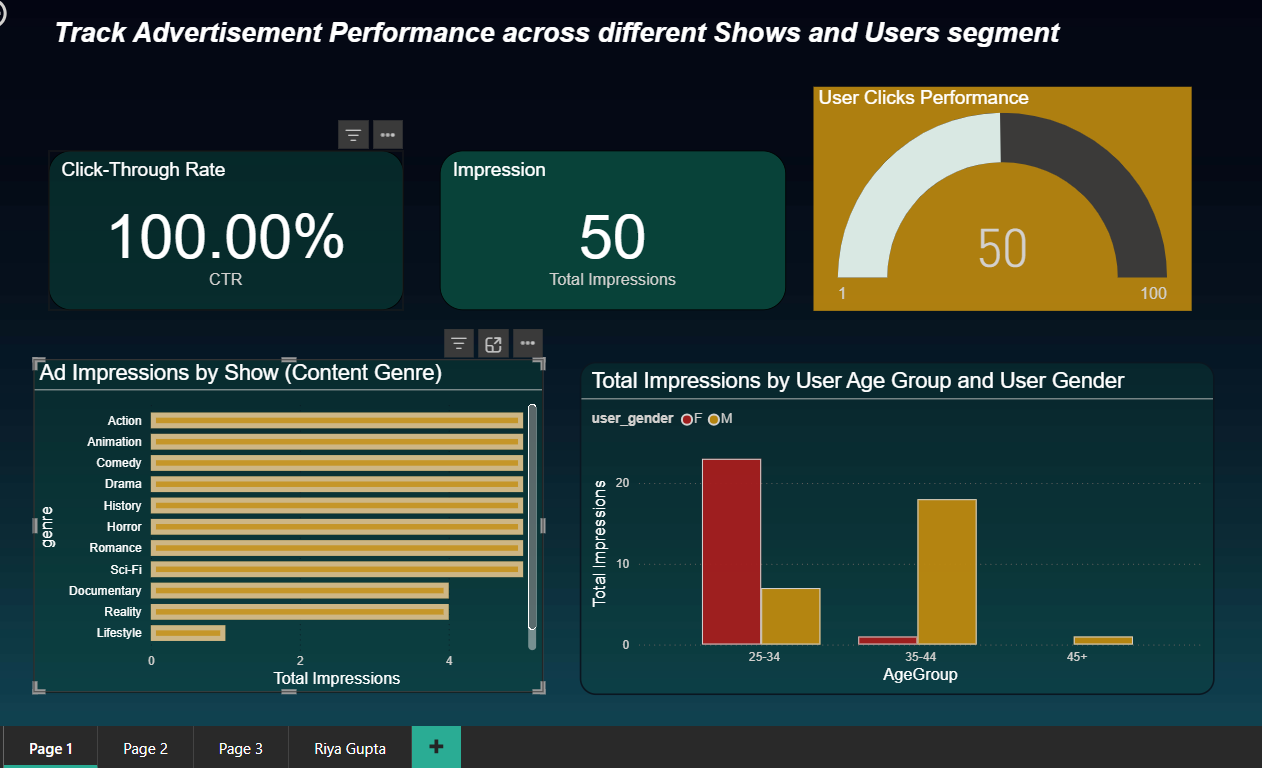 Track Advertisement Performance across different Shows and Users segment
User Clicks Performance
50
1
100
Click-Through Rate
100.00%
CTR
Impression
50
Total Impressions
Ad Impressions by Show (Content Genre)
genre
Action
Animation
Comedy
Drama
History
Horror
Romance
Sci-Fi
Documentary
Reality
Lifestyle
0 2 4
Total Impressions
Total Impressions by User Age Group and User Gender
user_gender F M
Total Impressions
20
10
0
25-34 35-44 45+
AgeGroup
Page 1 Page 2 Page 3 Riya Gupta +